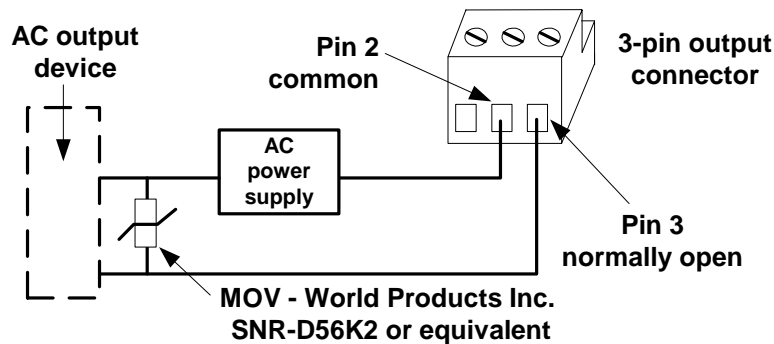 AC output
device
Pin 2
common
3-pin output
connector
AC
power
supply
Pin 3
normally open
MOV - World Products Inc.
SNR-D56K2 or equivalent